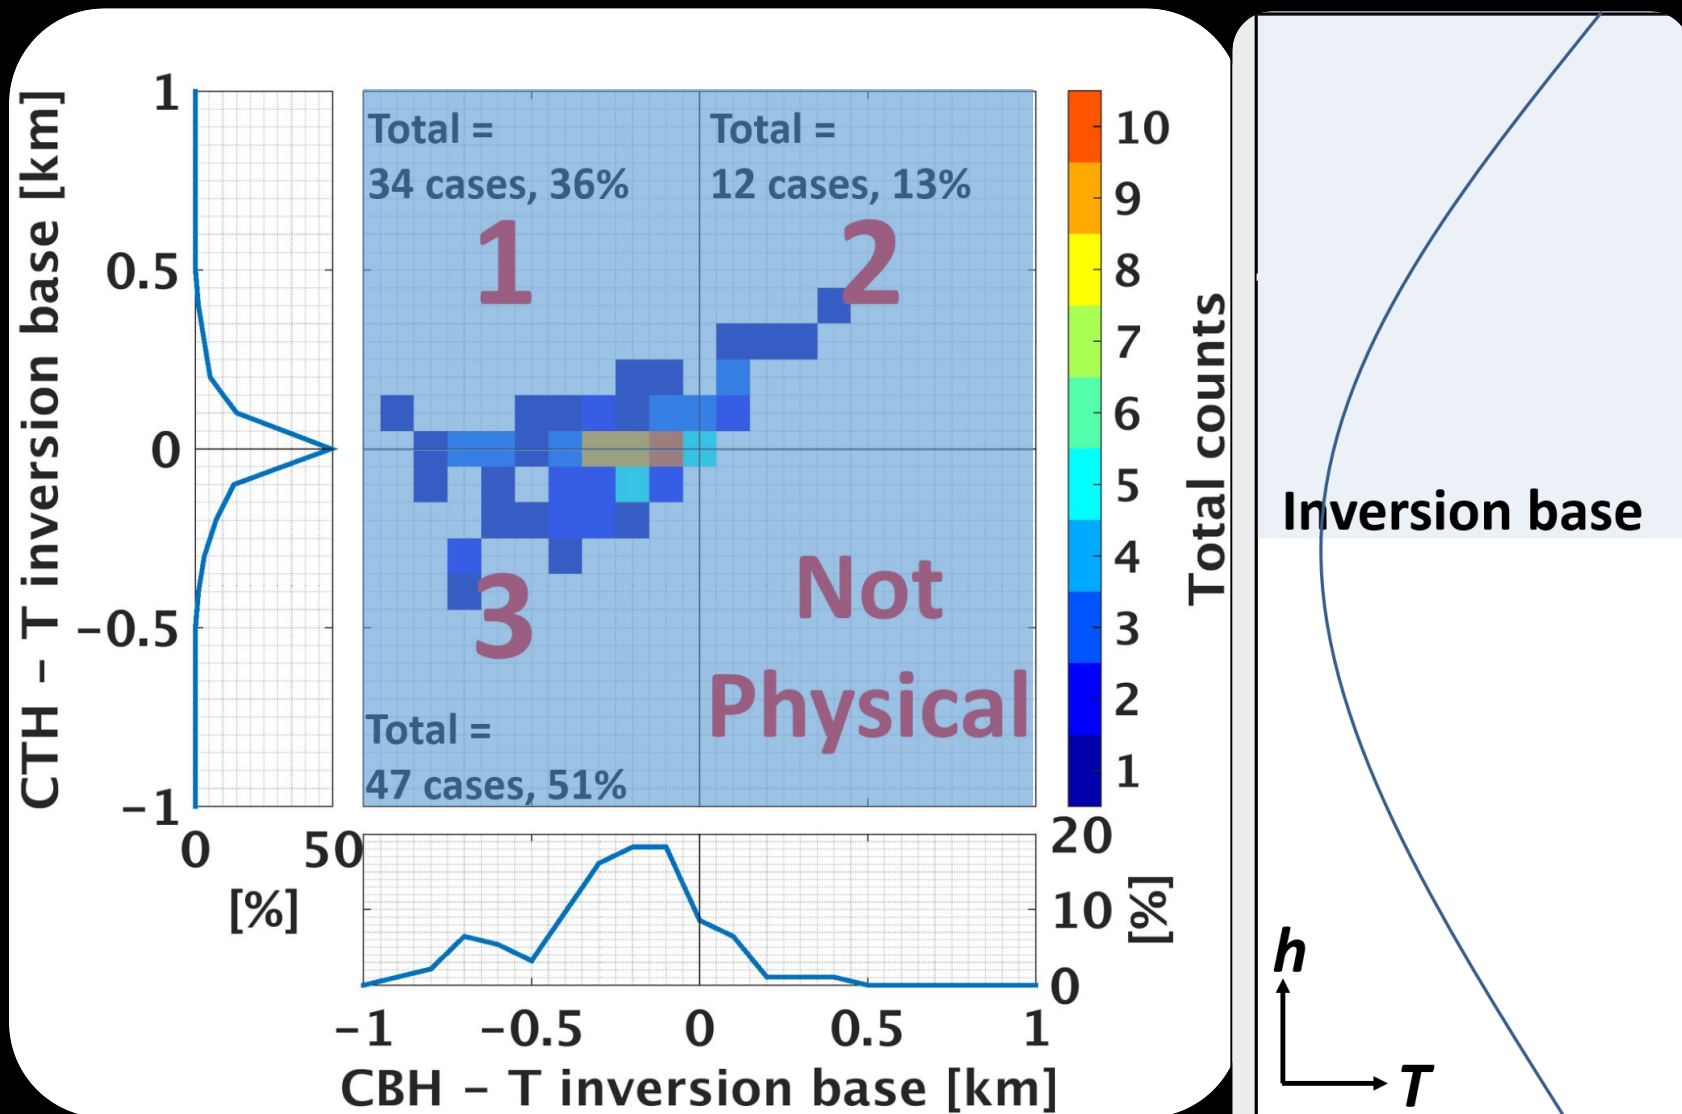 CTH − T inversion base [km]
1
0.5
0
−0.5
−1
0
50
[%]
Total =
34 cases, 36%
1
Total =
12 cases, 13%
2
3
Total =
47 cases, 51%
Not
Physical
10
9
8
7
6
5
4
3
2
1
Total counts
20
10
0
[%]
−1
−0.5
0
0.5
1
CBH − T inversion base [km]
Inversion base
h
T